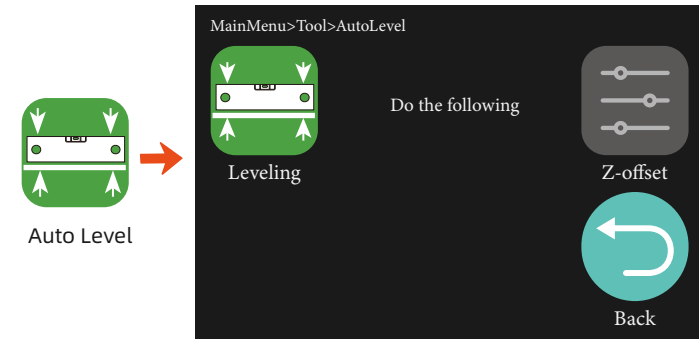 Auto Level
MainMenu>Tool>AutoLevel
Leveling
Do the following
Z-offset
Back